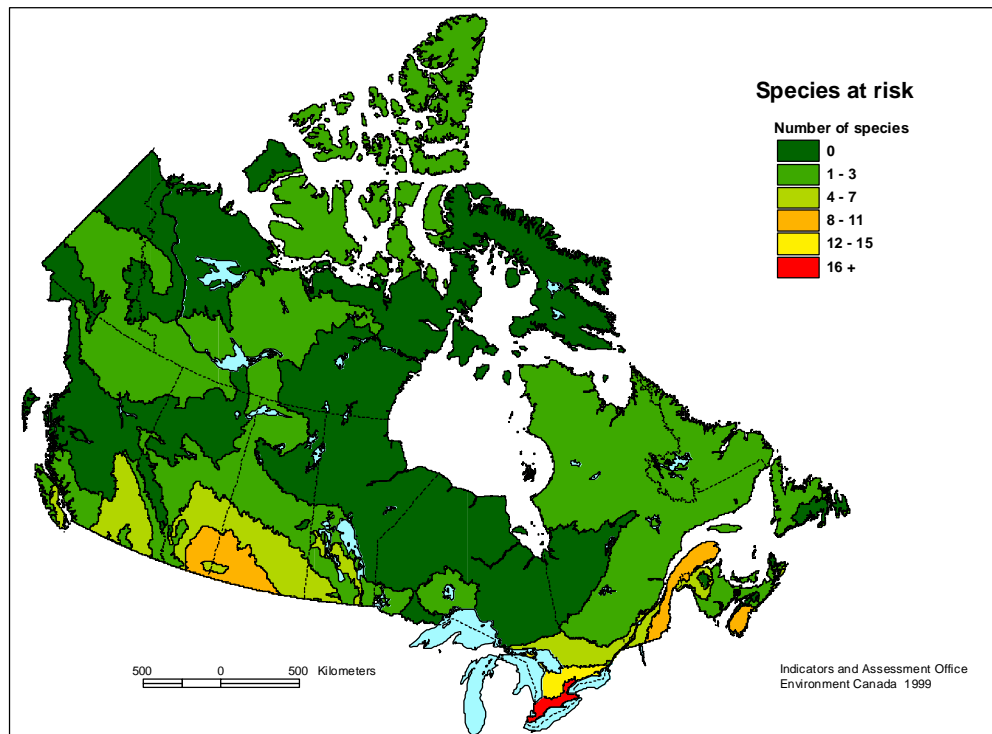 Species at risk
Number of species
0
1 - 3
4 - 7
8 - 11
12 - 15
16 +
500 0 500 Kilometers
Indicators and Assessment Office
Environment Canada 1999